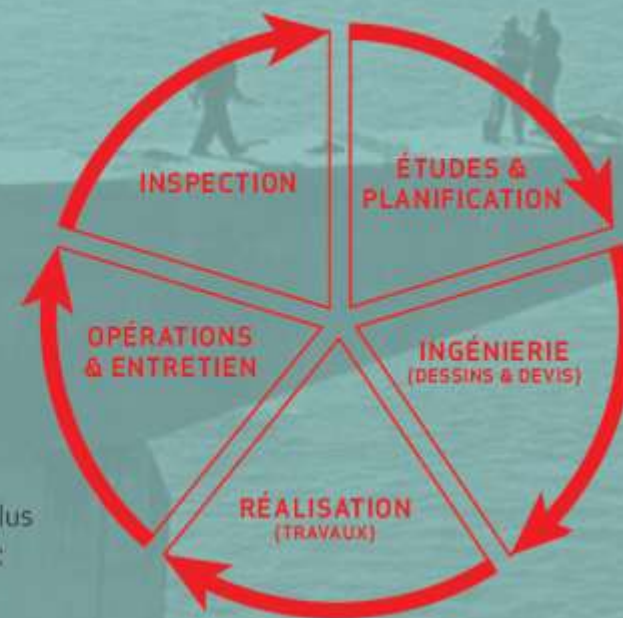 INSPECTION
ÉTUDES &
PLANIFICATION
OPÉRATIONS
& ENTRETIEN
INGÉNIERIE
(DESSINS & DEVIS)
RÉALISATION
(TRAVAUX)